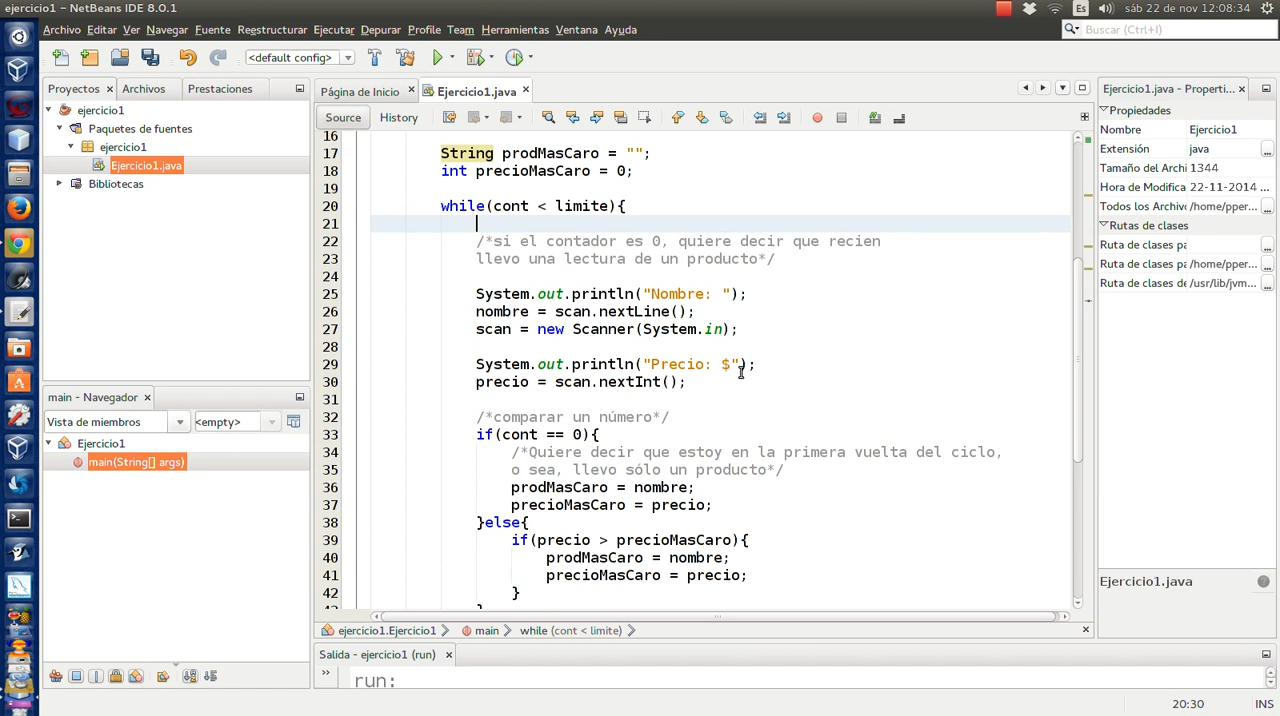 ejercicio1 - NetBeans IDE 8.0.1
Es
sáb 22 de nov 12:08:34
Archivo Editar Ver Navegar Fuente Reestructurar Ejecutar Depurar Profile Team Herramientas Ventana Ayuda
Buscar (Ctrl+I)
<default config>
Proyectos
Archivos
Prestaciones
ejercicio1
Paquetes de fuentes
ejercicio1
Ejercicio1.java
Bibliotecas
main - Navegador
Vista de miembros
<empty>
Ejercicio1
main(String[] args)
Página de Inicio
Ejercicio1.java
Source
History
16
17 String prodMasCaro = "";
18 int precioMasCaro = 0;
19
20 while(cont < limite){
21
22 /*si el contador es 0, quiere decir que recien
23 llevo una lectura de un producto*/
24
25 System.out.println("Nombre: ");
26 nombre = scan.nextLine();
27 scan = new Scanner(System.in);
28
29 System.out.println("Precio: $");
30 precio = scan.nextInt();
31
32 /*comparar un número*/
33 if(cont == 0){
34 /*Quiere decir que estoy en la primera vuelta del ciclo,
35 o sea, llevo sólo un producto*/
36 prodMasCaro = nombre;
37 precioMasCaro = precio;
38 }else{
39 if(precio > precioMasCaro){
40 prodMasCaro = nombre;
41 precioMasCaro = precio;
42 }
ejercicio1.Ejercicio1
main
while (cont < limite)
Salida - ejercicio1 (run)
run:
Ejercicio1.java - Properti...
Propiedades
Nombre Ejercicio1
Extensión java
Tamaño del Archi 1344
Hora de Modifica 22-11-2014 ...
Todos los Archivo /home/pper...
Rutas de clases
Ruta de clases pa /home/pper...
Ruta de clases pa /home/pper...
Ruta de clases de /usr/lib/jvm...
Ejercicio1.java
20:30
INS